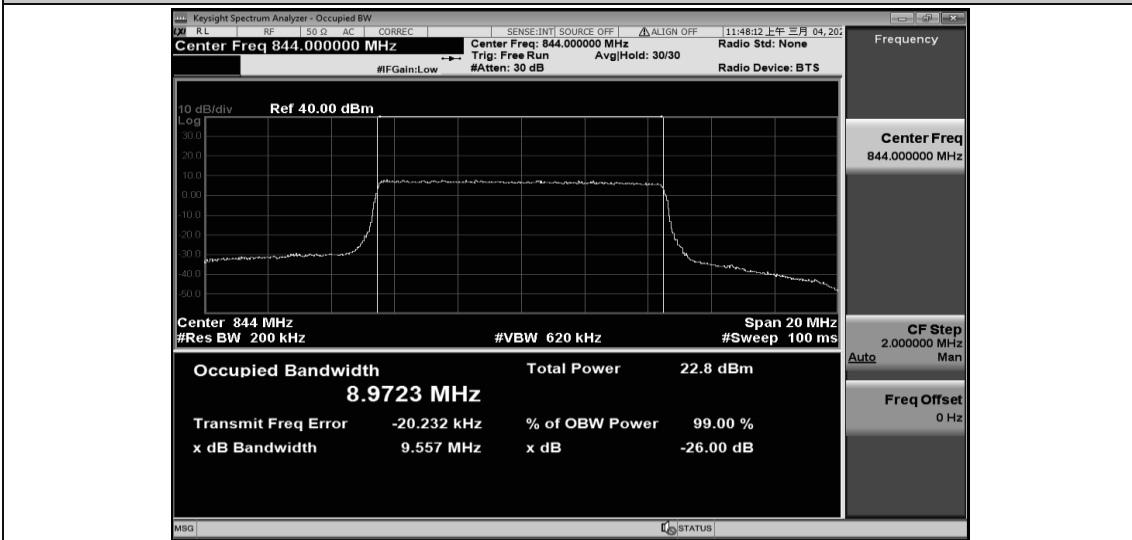 Keysight Spectrum Analyzer - Occupied BW
LXI RL RF 50 Ω AC CORREC SENSE:INT SOURCE OFF ALIGN OFF 11:48:12 上午 三月 04, 202
Center Freq 844.000000 MHz
Center Freq: 844.000000 MHz Radio Std: None
Trig: Free Run Avg|Hold: 30/30
#IFGain:Low #Atten: 30 dB Radio Device: BTS
10 dB/div Ref 40.00 dBm
Log
30.0
20.0
10.0
0.00
-10.0
-20.0
-30.0
-40.0
-50.0
Center 844 MHz Span 20 MHz
#Res BW 200 kHz #VBW 620 kHz #Sweep 100 ms
Occupied Bandwidth Total Power 22.8 dBm
8.9723 MHz
Transmit Freq Error -20.232 kHz % of OBW Power 99.00 %
x dB Bandwidth 9.557 MHz x dB -26.00 dB
MSG STATUS
Frequency
Center Freq
844.000000 MHz
CF Step
2.000000 MHz
Auto Man
Freq Offset
0 Hz